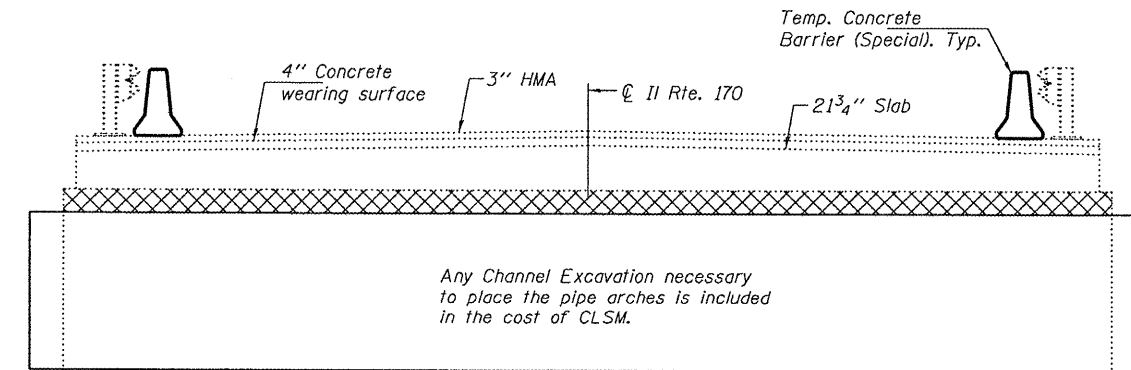 Temp. Concrete
Barrier (Special). Typ.
4" Concrete
wearing surface
3" HMA
℄ Il Rte. 170
21¾" Slab
Any Channel Excavation necessary
to place the pipe arches is included
in the cost of CLSM.